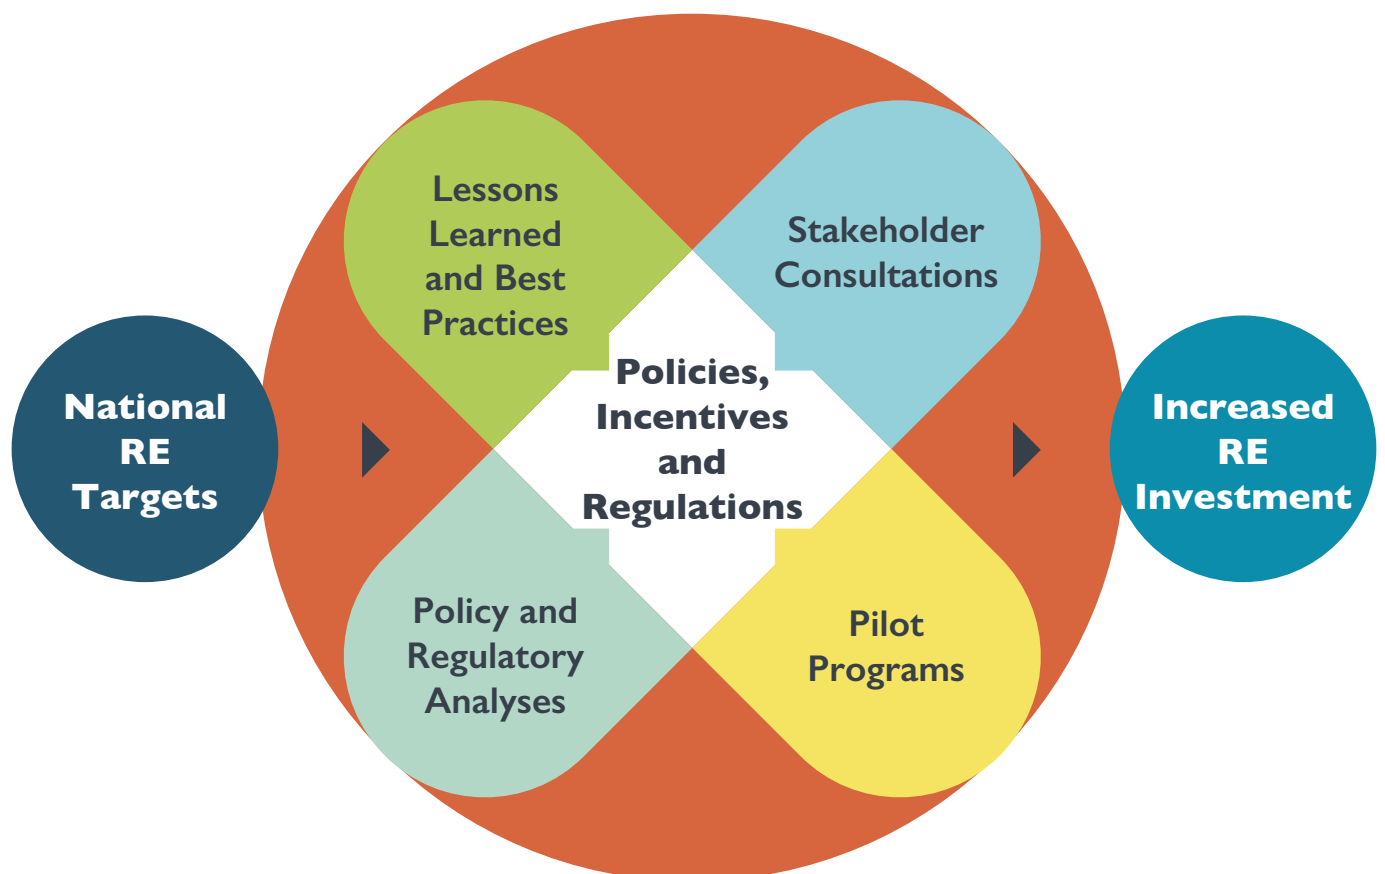 Lessons
Learned
and Best
Practices
Stakeholder
Consultations
National
RE
Targets
Policies,
Incentives
and
Regulations
Increased
RE
Investment
Policy and
Regulatory
Analyses
Pilot
Programs